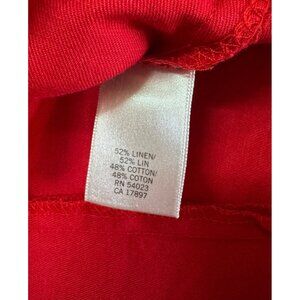 52% LINEN/
52% LIN
48% COTTON/
48% COTON
RN 54023
CA 17897